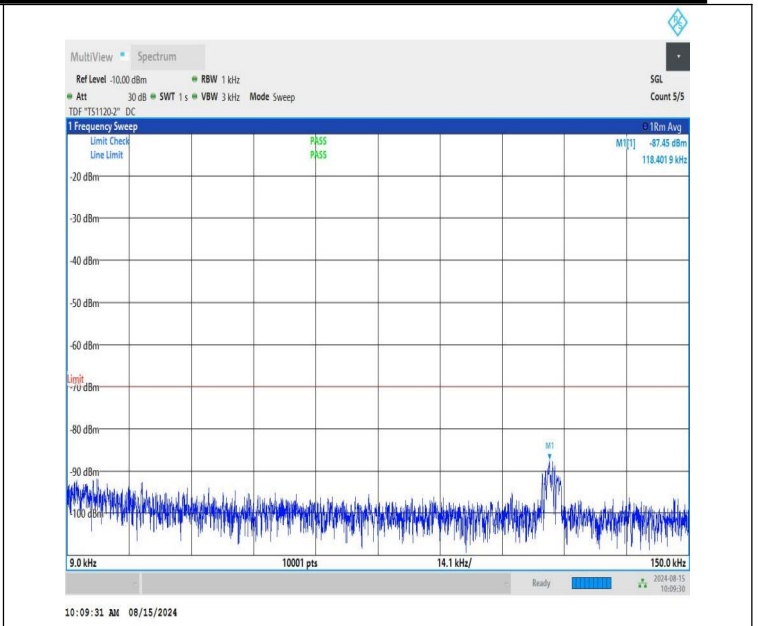 R S
MultiView Spectrum
Ref Level -10.00 dBm RBW 1 kHz SGL
Att 30 dB SWT 1 s VBW 3 kHz Mode Sweep Count 5/5
TDF "TS1120-2" DC
1 Frequency Sweep 1Rm Avg
Limit Check PASS M1[1] -87.45 dBm
Line Limit PASS 118.401 9 kHz
-20 dBm
-30 dBm
-40 dBm
-50 dBm
-60 dBm
Limit
-70 dBm
-80 dBm
M1
-90 dBm
-100 dBm
9.0 kHz 10001 pts 14.1 kHz/ 150.0 kHz
Ready 2024-08-15
10:09:30
10:09:31 AM 08/15/2024